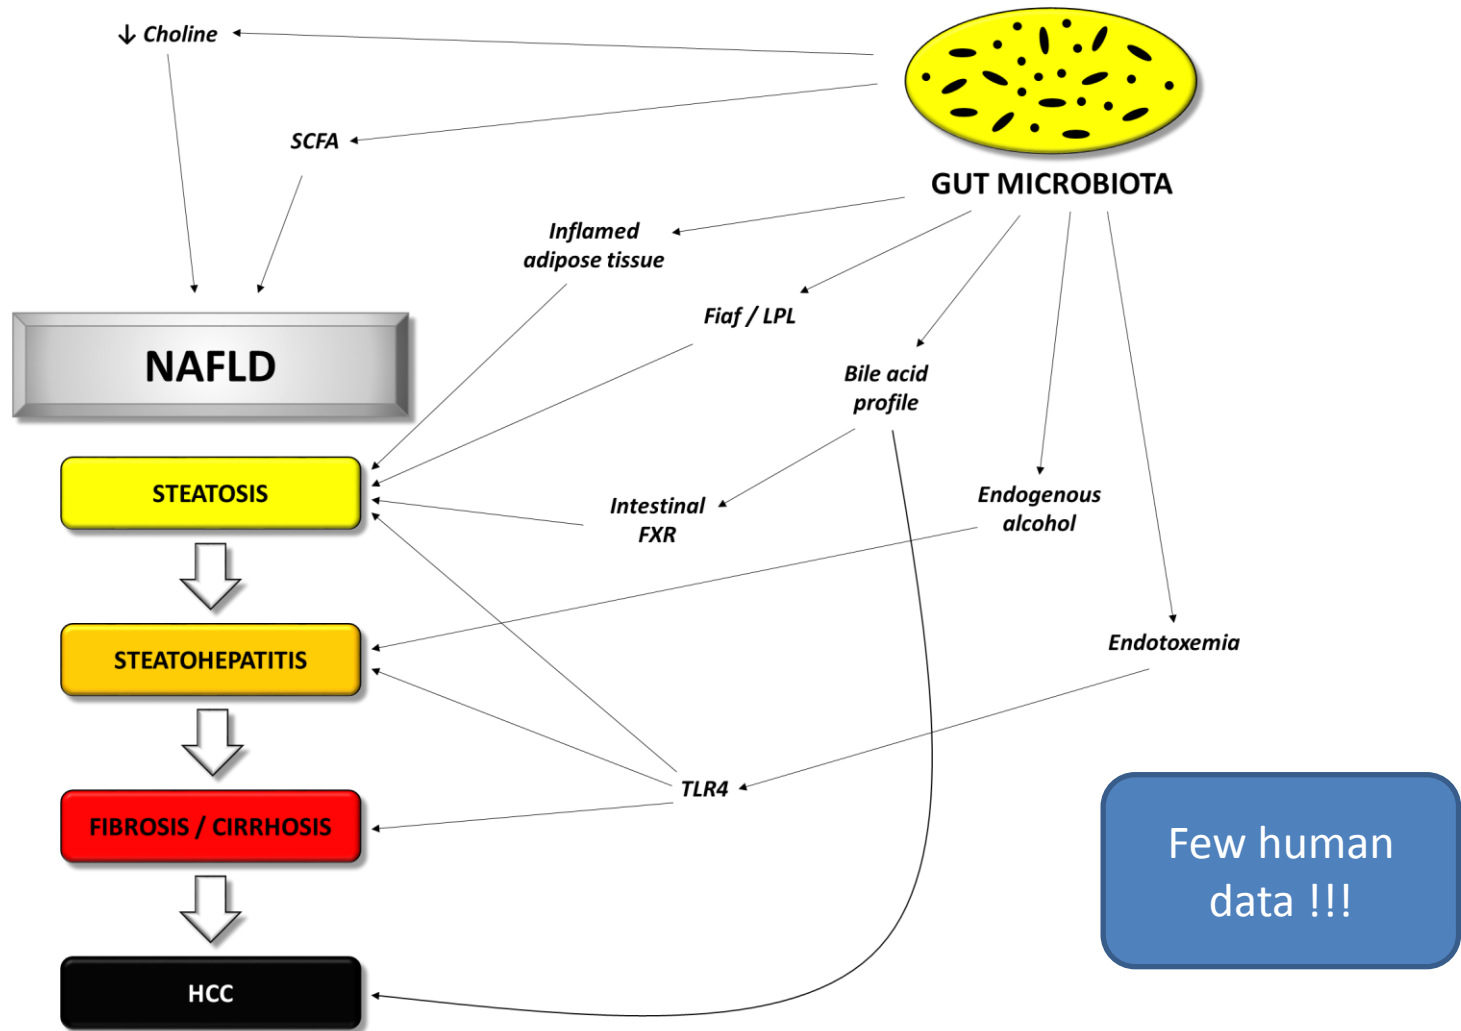 ↓ Choline
SCFA
GUT MICROBIOTA
Inflamed
adipose tissue
Fiaf / LPL
NAFLD
Bile acid
profile
STEATOSIS
Intestinal
FXR
Endogenous
alcohol
STEATOHEPATITIS
Endotoxemia
TLR4
FIBROSIS / CIRRHOSIS
Few human
data !!!
HCC